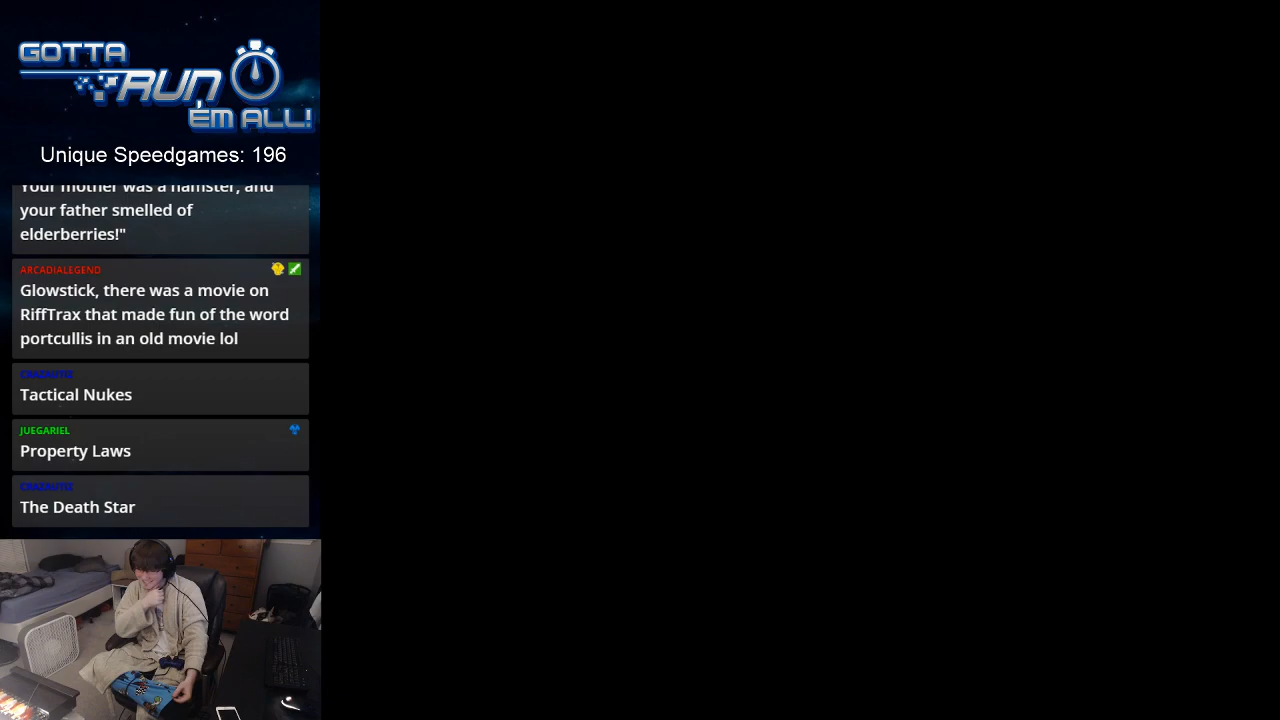 GOTTA
RUN
'EM ALL!
Unique Speedgames: 196
Your mother was a hamster, and
your father smelled of
elderberries!"
ARCADIALEGEND
Glowstick, there was a movie on
RiffTrax that made fun of the word
portcullis in an old movie lol
Tactical Nukes
JUEGARIEL
Property Laws
The Death Star